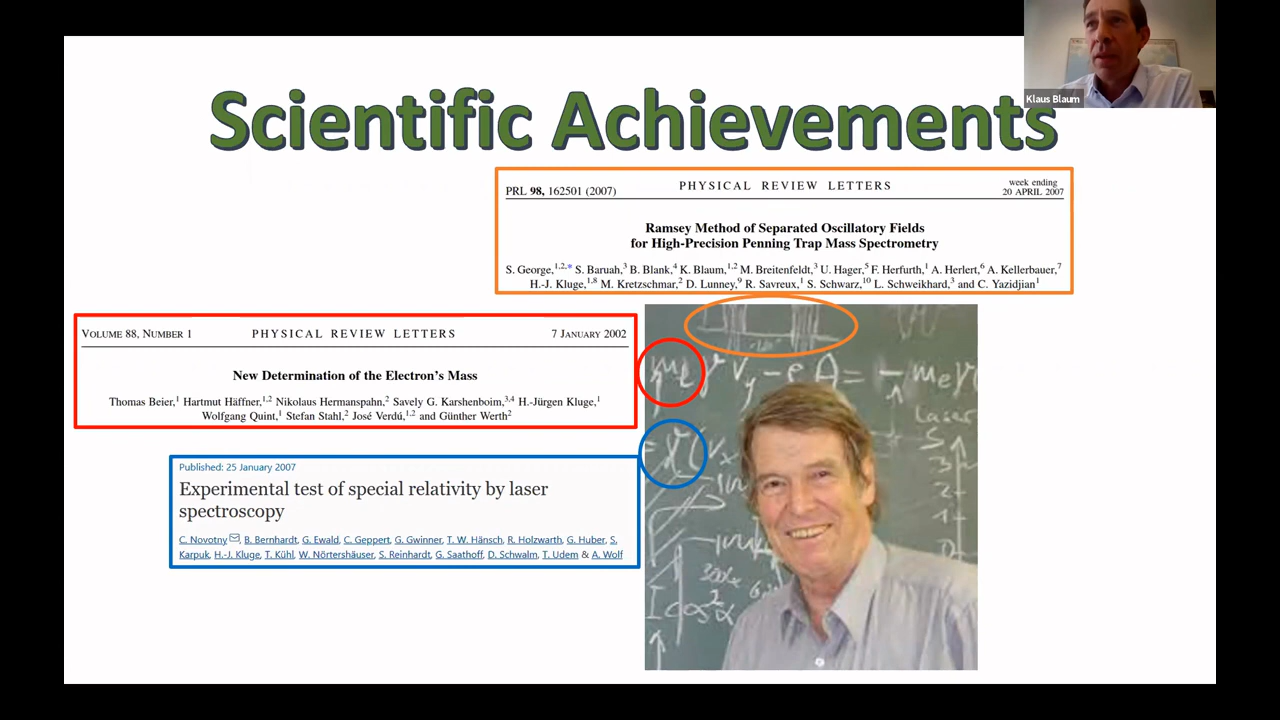 Klaus Blaum
Scientific Achievements
PRL 98, 162501 (2007) PHYSICAL REVIEW LETTERS week ending 20 APRIL 2007
Ramsey Method of Separated Oscillatory Fields
for High-Precision Penning Trap Mass Spectrometry
S. George,1,2,* S. Baruah,3 B. Blank,4 K. Blaum,1,2 M. Breitenfeldt,3 U. Hager,5 F. Herfurth,1 A. Herlert,6 A. Kellerbauer,7
H.-J. Kluge,1,8 M. Kretzschmar,2 D. Lunney,9 R. Savreux,1 S. Schwarz,10 L. Schweikhard,3 and C. Yazidjian1
VOLUME 88, NUMBER 1 PHYSICAL REVIEW LETTERS 7 JANUARY 2002
New Determination of the Electron's Mass
Thomas Beier,1 Hartmut Häffner,1,2 Nikolaus Hermanspahn,2 Savely G. Karshenboim,3,4 H.-Jürgen Kluge,1
Wolfgang Quint,1 Stefan Stahl,2 José Verdú,1,2 and Günther Werth2
Published: 25 January 2007
Experimental test of special relativity by laser
spectroscopy
C. Novotny, B. Bernhardt, G. Ewald, C. Geppert, G. Gwinner, T. W. Hänsch, R. Holzwarth, G. Huber, S.
Karpuk, H.-J. Kluge, T. Kühl, W. Nörtershäuser, S. Reinhardt, G. Saathoff, D. Schwalm, T. Udem & A. Wolf
Laser